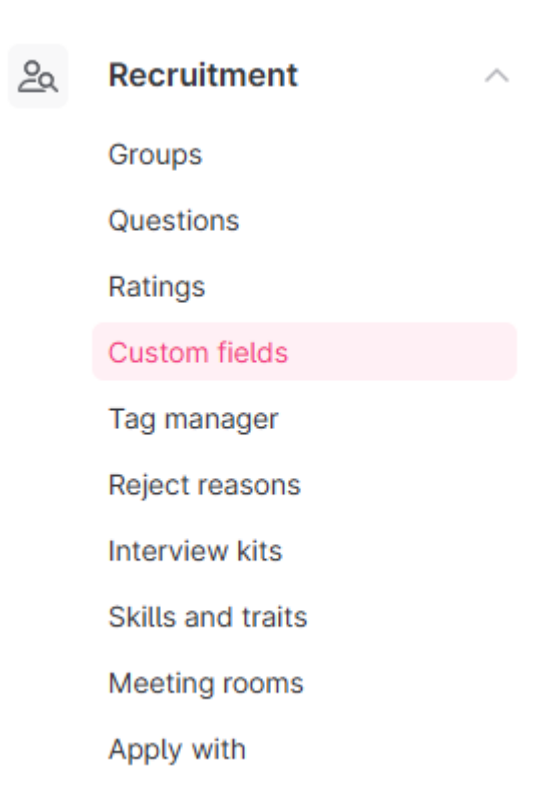 Recruitment
Groups
Questions
Ratings
Custom fields
Tag manager
Reject reasons
Interview kits
Skills and traits
Meeting rooms
Apply with